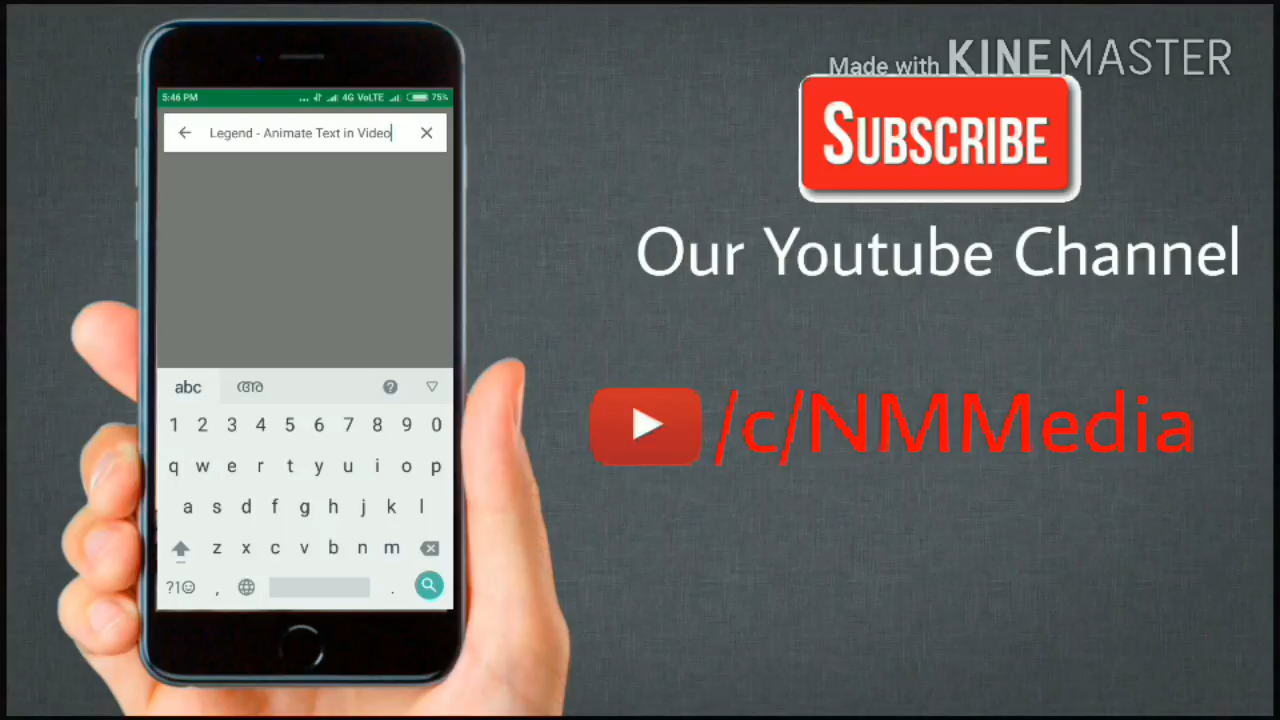 Made with KINEMASTER
SUBSCRIBE
Our Youtube Channel
/c/NMMedia
5:46 PM ... 4G VoLTE 75%
Legend - Animate Text in Video
abc അആ
1 2 3 4 5 6 7 8 9 0
q w e r t y u i o p
a s d f g h j k l
z x c v b n m
?1☺ , .